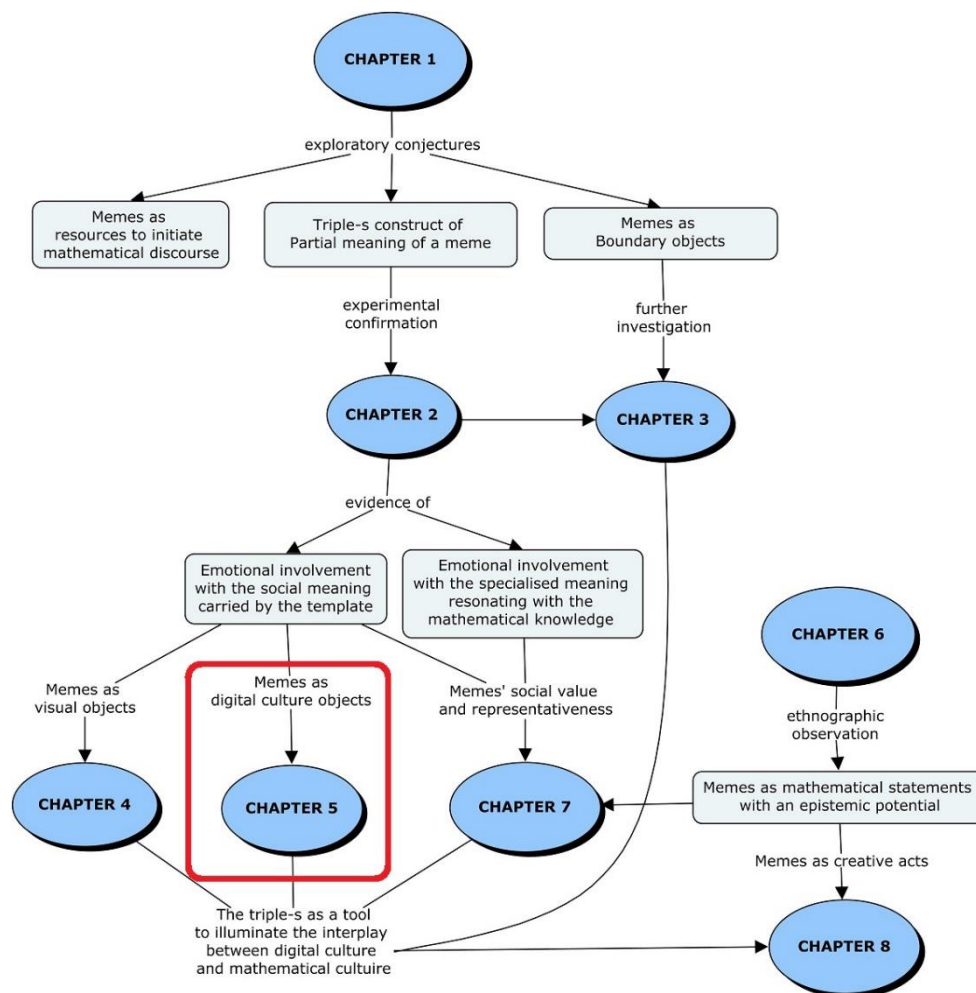 CHAPTER 1
exploratory conjectures
Memes as
resources to initiate
mathematical discourse
Triple-s construct of
Partial meaning of a meme
Memes as
Boundary objects
experimental
confirmation
further
investigation
CHAPTER 2
CHAPTER 3
evidence of
Emotional involvement
with the social meaning
carried by the template
Emotional involvement
with the specialised meaning
resonating with the
mathematical knowledge
CHAPTER 6
Memes as
visual objects
Memes as
digital culture objects
Memes' social value
and representativeness
ethnographic
observation
CHAPTER 4
CHAPTER 5
CHAPTER 7
Memes as mathematical statements
with an epistemic potential
Memes as creative acts
The triple-s as a tool
to illuminate the interplay
between digital culture
and mathematical cultuire
CHAPTER 8